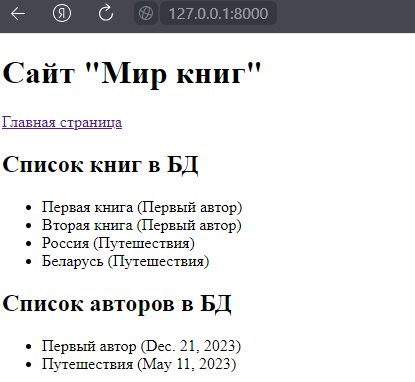 127.0.0.1:8000
Сайт "Мир книг"
Главная страница
Список книг в БД
Первая книга (Первый автор)
Вторая книга (Первый автор)
Россия (Путешествия)
Беларусь (Путешествия)
Список авторов в БД
Первый автор (Dec. 21, 2023)
Путешествия (May 11, 2023)